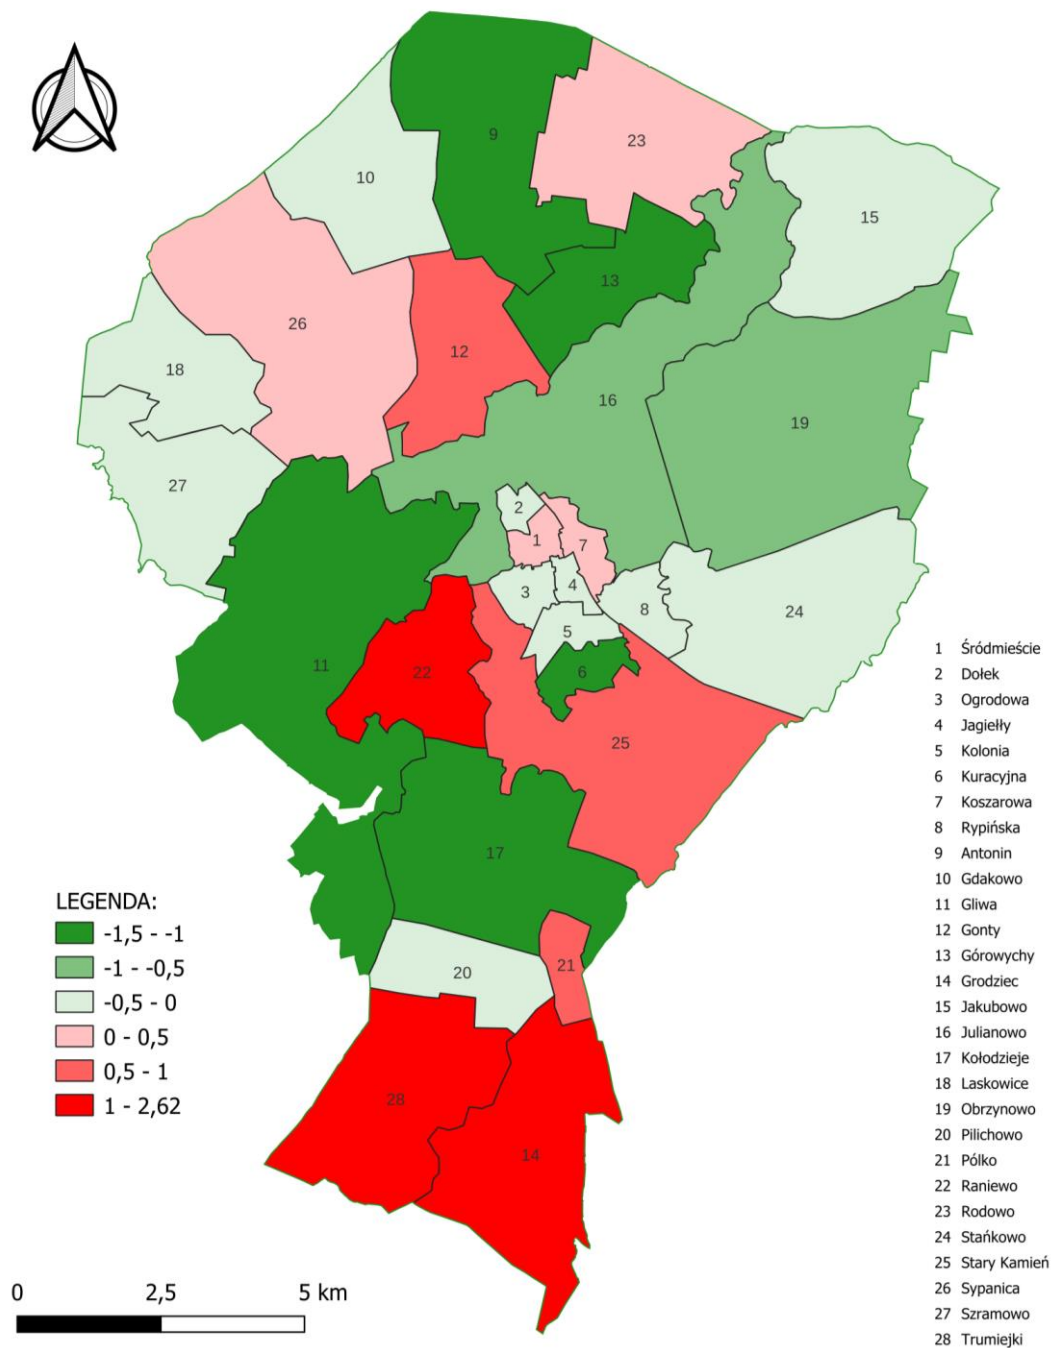 9
23
10
15
13
26
12
18
16
19
27
2
1
7
3
4
8
24
5
11
22
6
25
17
20
21
28
14
LEGENDA:
-1,5 - -1
-1 - -0,5
-0,5 - 0
0 - 0,5
0,5 - 1
1 - 2,62
0 2,5 5 km
1 Śródmieście
2 Dołek
3 Ogrodowa
4 Jagiełły
5 Kolonia
6 Kuracyjna
7 Koszarowa
8 Rypińska
9 Antonin
10 Gdakowo
11 Gliwa
12 Gonty
13 Górowychy
14 Grodziec
15 Jakubowo
16 Julianowo
17 Kołodzieje
18 Laskowice
19 Obrzynowo
20 Pilichowo
21 Pólko
22 Raniewo
23 Rodowo
24 Stańkowo
25 Stary Kamień
26 Sypanica
27 Szramowo
28 Trumiejki